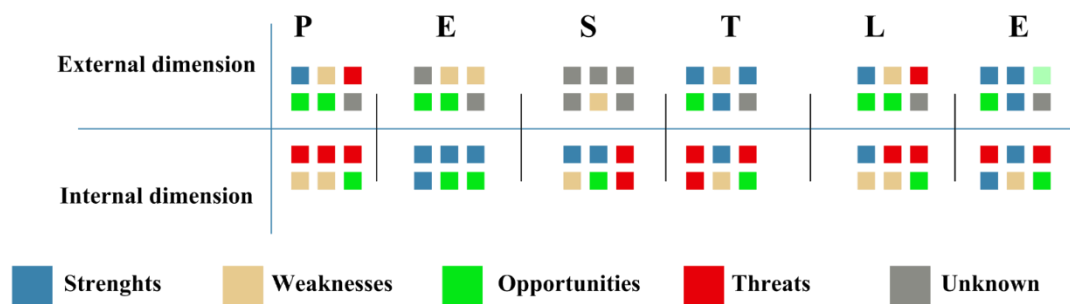 P E S T L E
External dimension
Internal dimension
Strenghts Weaknesses Opportunities Threats Unknown